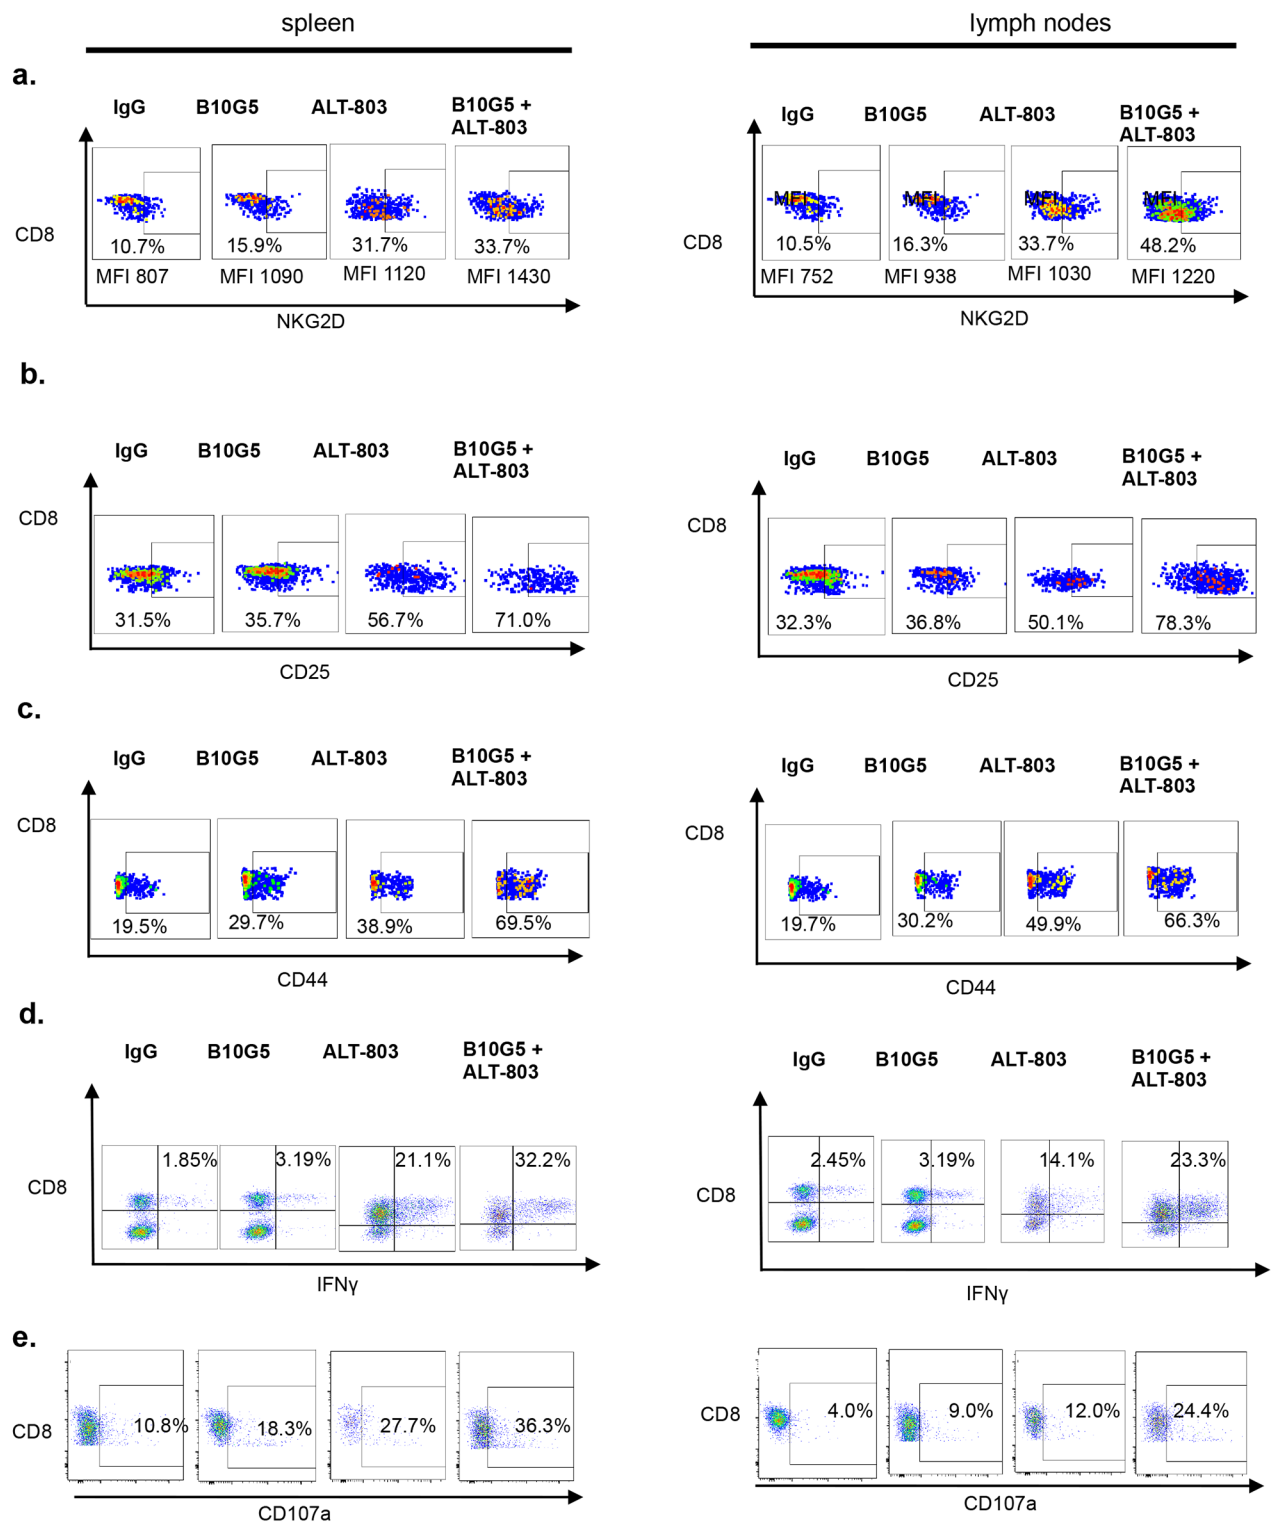 spleen
lymph nodes
a.
IgG B10G5 ALT-803 B10G5 +
ALT-803
CD8
10.7% 15.9% 31.7% 33.7%
MFI 807 MFI 1090 MFI 1120 MFI 1430
NKG2D
IgG B10G5 ALT-803 B10G5 +
ALT-803
MFI MFI MFI MFI
CD8
10.5% 16.3% 33.7% 48.2%
MFI 752 MFI 938 MFI 1030 MFI 1220
NKG2D
b.
IgG B10G5 ALT-803 B10G5 +
ALT-803
CD8
31.5% 35.7% 56.7% 71.0%
CD25
IgG B10G5 ALT-803 B10G5 +
ALT-803
CD8
32.3% 36.8% 50.1% 78.3%
CD25
c.
IgG B10G5 ALT-803 B10G5 +
ALT-803
CD8
19.5% 29.7% 38.9% 69.5%
CD44
IgG B10G5 ALT-803 B10G5 +
ALT-803
CD8
19.7% 30.2% 49.9% 66.3%
CD44
d.
IgG B10G5 ALT-803 B10G5 +
ALT-803
1.85% 3.19% 21.1% 32.2%
CD8
IFNγ
IgG B10G5 ALT-803 B10G5 +
ALT-803
2.45% 3.19% 14.1% 23.3%
CD8
IFNγ
e.
CD8
10.8% 18.3% 27.7% 36.3%
CD107a
CD8
4.0% 9.0% 12.0% 24.4%
CD107a